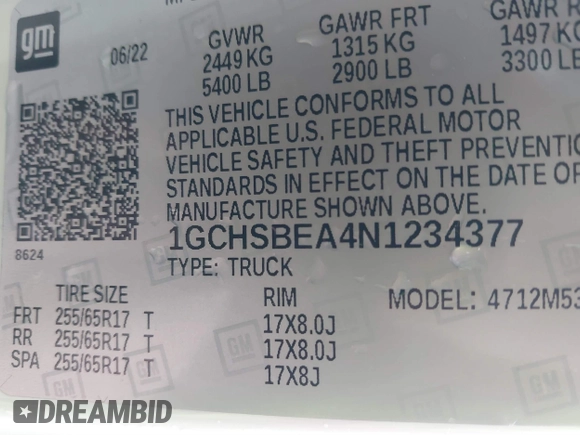 gm
06/22
GVWR GAWR FRT GAWR
2449 KG 1315 KG 1497 KG
5400 LB 2900 LB 3300 LB
THIS VEHICLE CONFORMS TO ALL
APPLICABLE U.S. FEDERAL MOTOR
VEHICLE SAFETY AND THEFT PREVENTIO
STANDARDS IN EFFECT ON THE DATE OF
MANUFACTURE SHOWN ABOVE.
8624
1GCHSBEA4N1234377
TYPE: TRUCK
TIRE SIZE RIM MODEL: 4712M53
FRT 255/65R17 T 17X8.0J
RR 255/65R17 T 17X8.0J
SPA 255/65R17 T 17X8J
DREAMBID